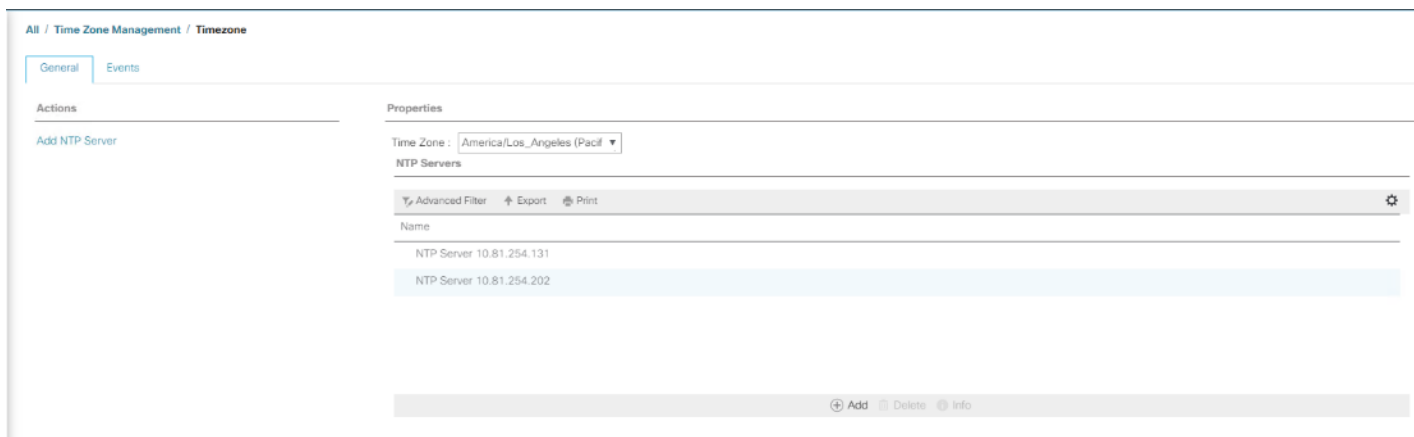 All / Time Zone Management / Timezone
General Events
Actions
Add NTP Server
Properties
Time Zone : America/Los_Angeles (Pacif
NTP Servers
Advanced Filter Export Print
Name
NTP Server 10.81.254.131
NTP Server 10.81.254.202
Add Delete Info